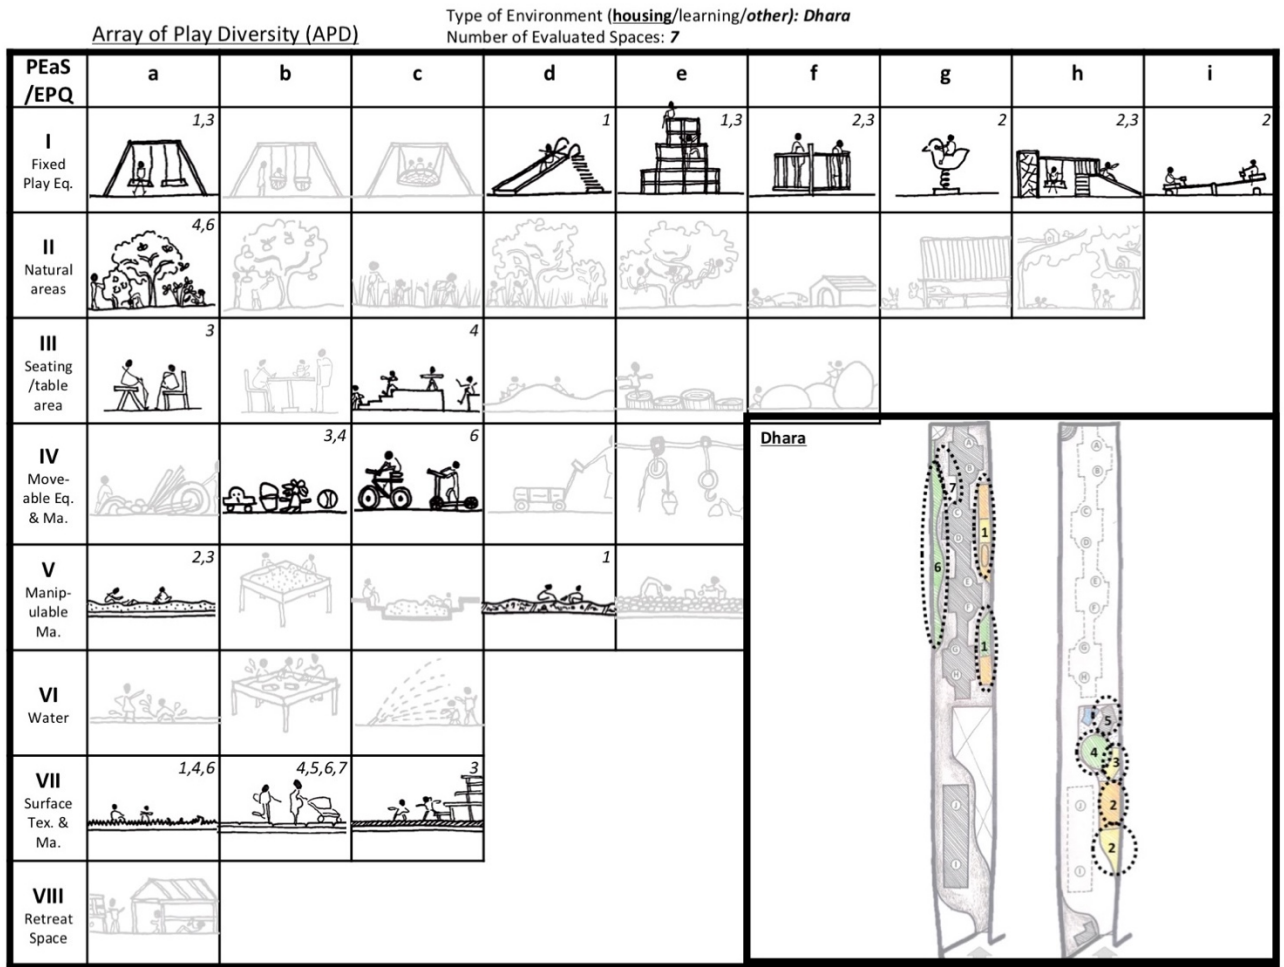 Type of Environment (housing/learning/other): Dhara
Array of Play Diversity (APD)
Number of Evaluated Spaces: 7
PEaS
/EPQ
a b c d e f g h i
I
Fixed
Play Eq.
1,3 1 1,3 2,3 2 2,3 2
II
Natural
areas
4,6
III
Seating
/table
area
3 4
IV
Move-
able Eq.
& Ma.
3,4 6
V
Manip-
ulable
Ma.
2,3 1
VI
Water
VII
Surface
Tex. &
Ma.
1,4,6 4,5,6,7 3
VIII
Retreat
Space
Dhara
A A
B B
7
C C
1
D D
6
E E
F F
1
G G
H H
5
4
3
J J
2
2
I I